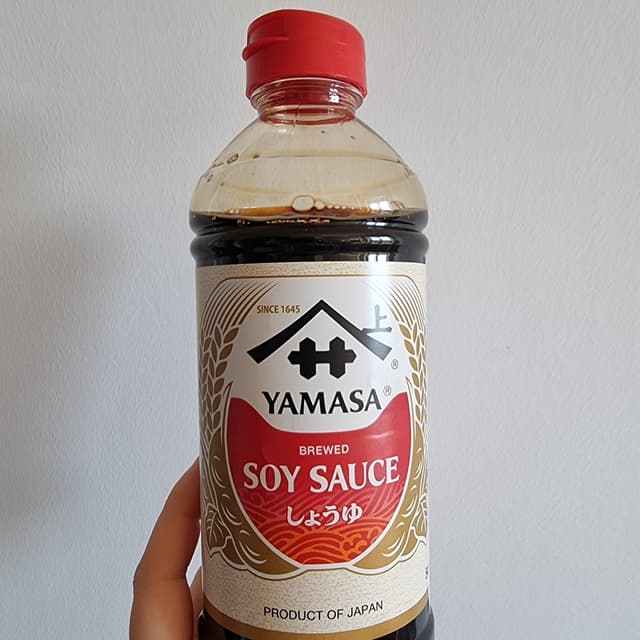 SINCE 1645
上
®
YAMASA®
BREWED
SOY SAUCE
しょうゆ
PRODUCT OF JAPAN